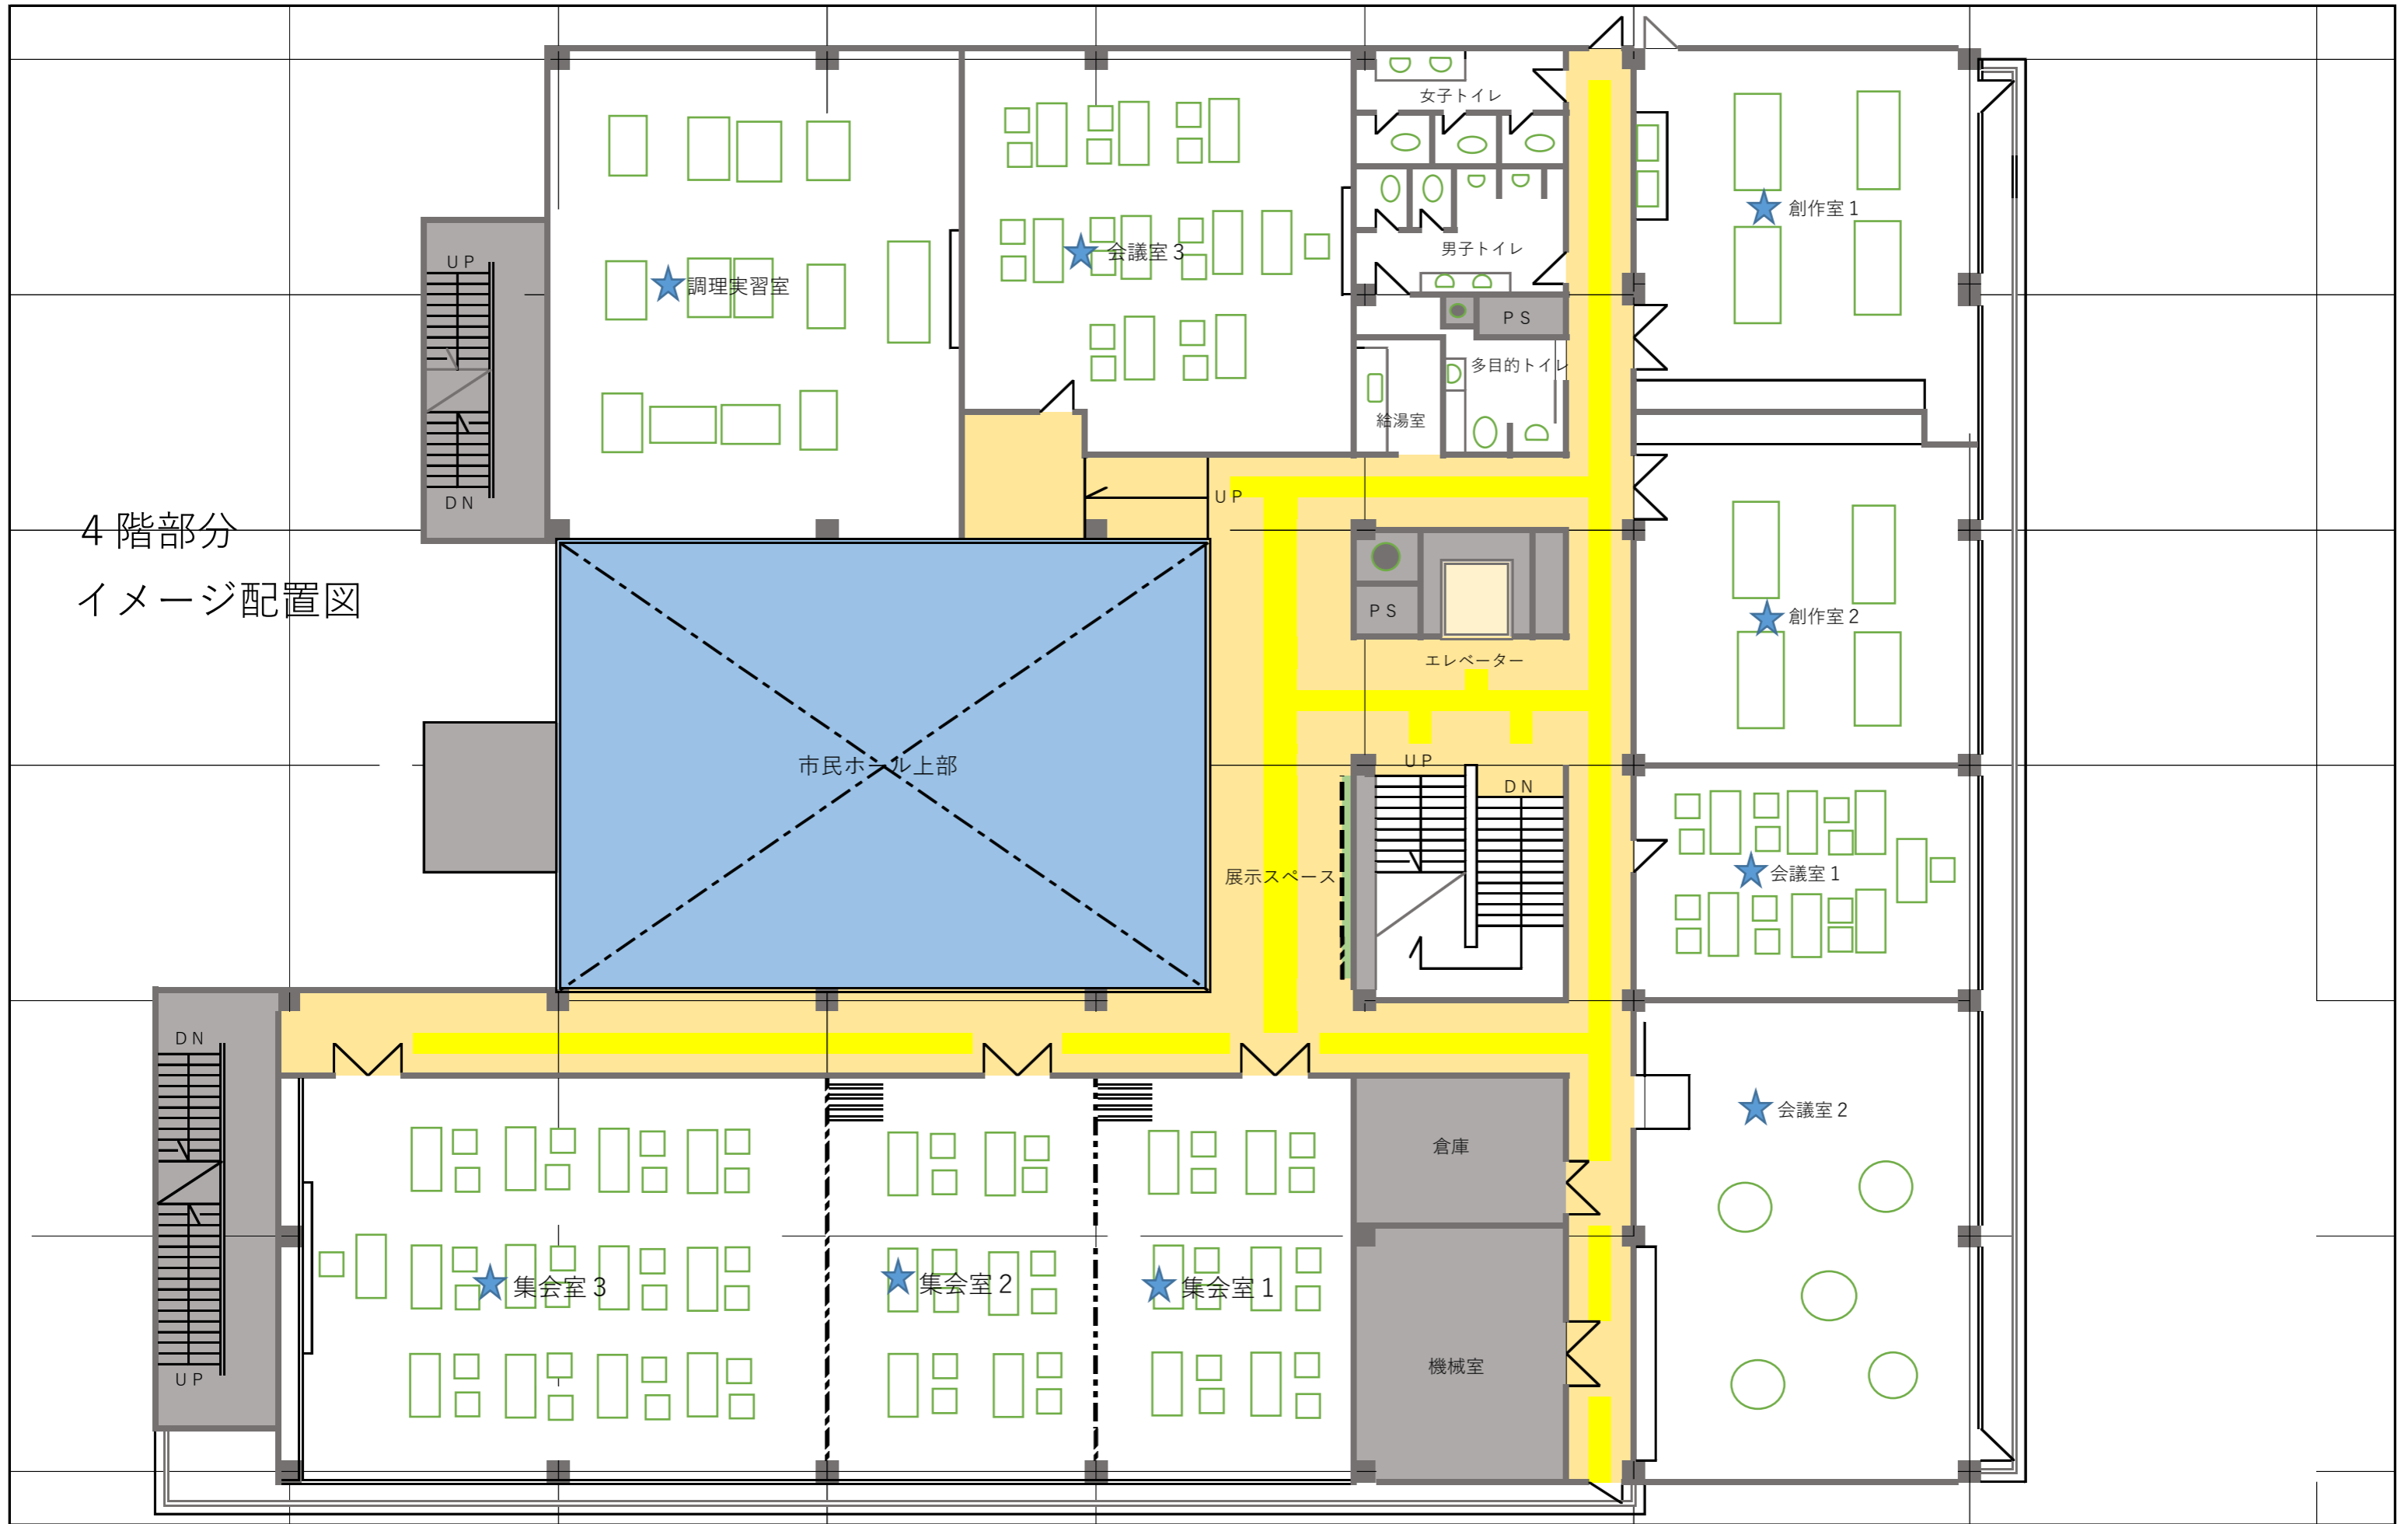 女子トイレ
創作室１
男子トイレ
会議室３
ＵＰ
調理実習室
ＰＳ
多目的トイレ
給湯室
ＵＰ
ＤＮ
４階部分
イメージ配置図
ＰＳ
創作室２
エレベーター
市民ホール上部
ＵＰ
ＤＮ
展示スペース
会議室１
ＤＮ
会議室２
倉庫
集会室３
集会室２
集会室１
機械室
ＵＰ